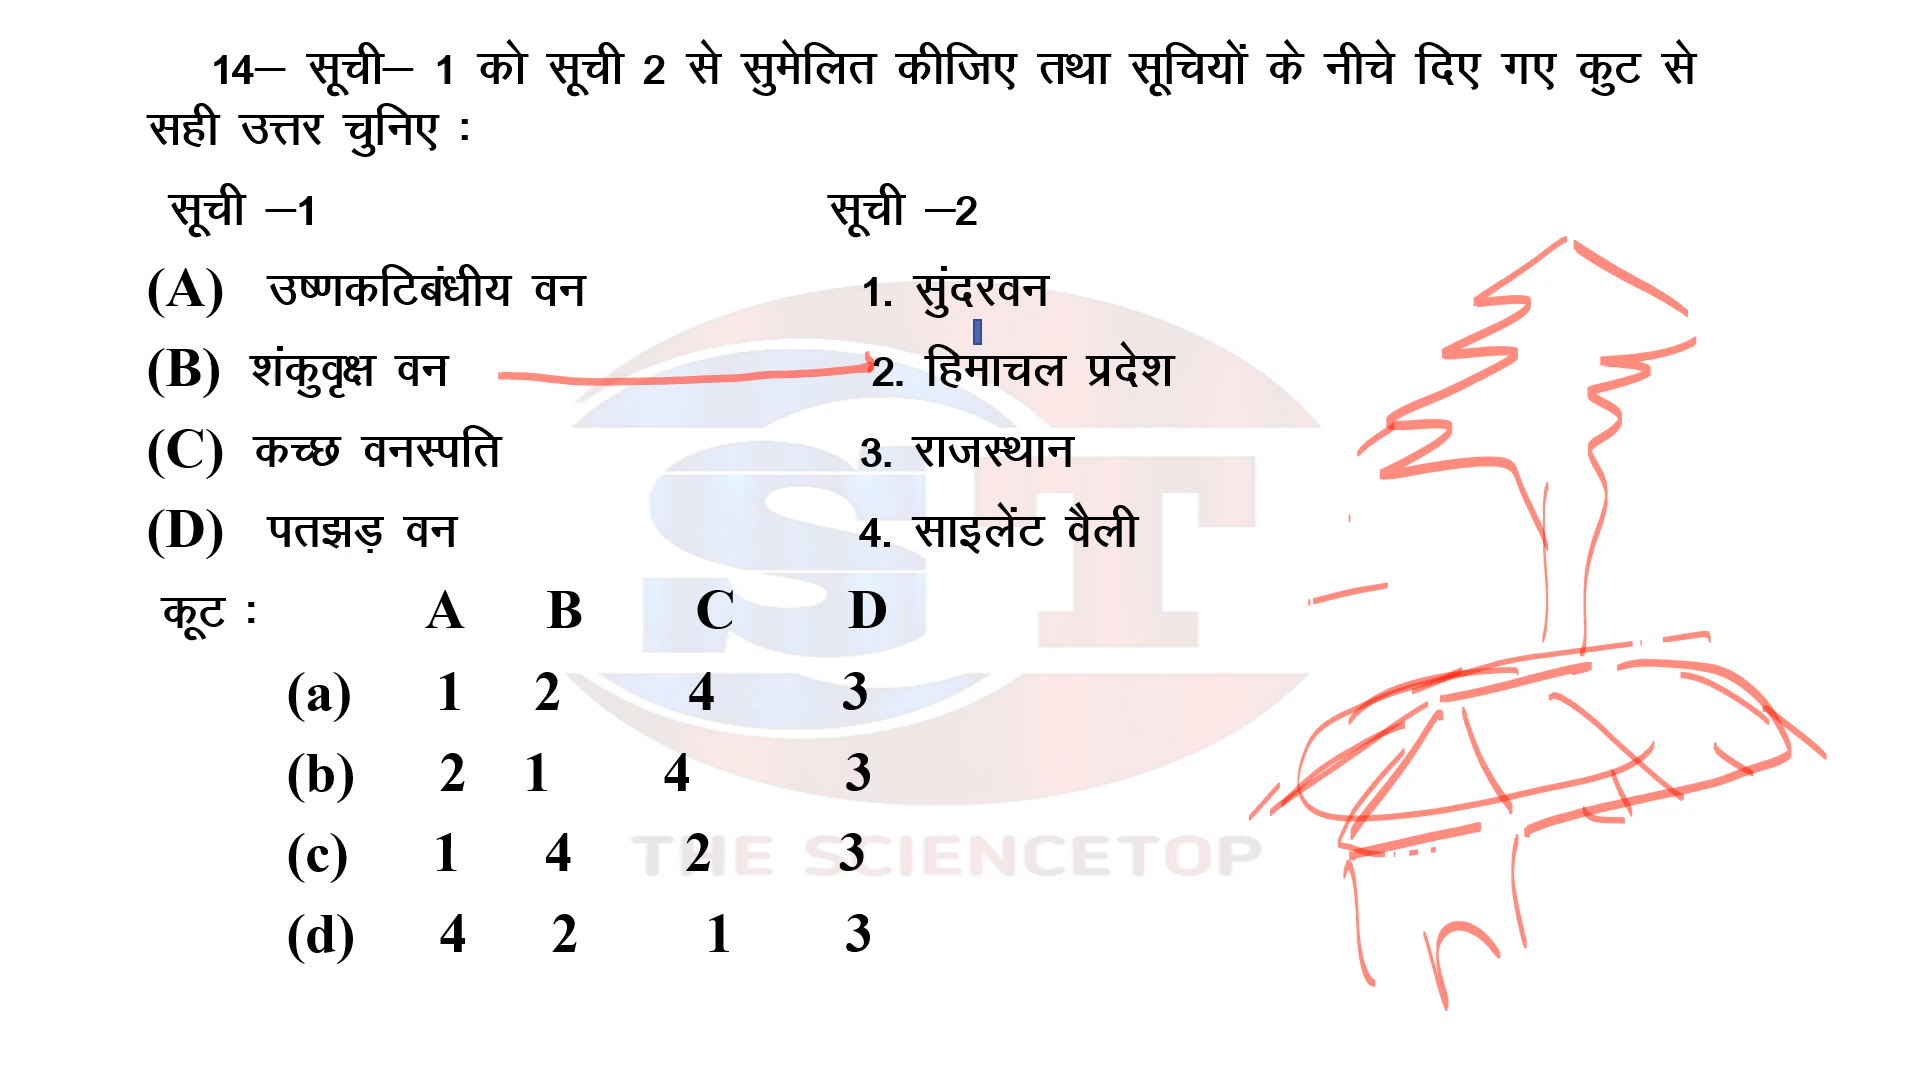 14– सूची– 1 को सूची 2 से सुमेलित कीजिए तथा सूचियों के नीचे दिए गए कुट से
सही उत्तर चुनिए :
सूची –1 सूची –2
(A) उष्णकटिबंधीय वन 1. सुंदरवन
(B) शंकुवृक्ष वन 2. हिमाचल प्रदेश
(C) कच्छ वनस्पति 3. राजस्थान
(D) पतझड़ वन 4. साइलेंट वैली
कूट : A B C D
(a) 1 2 4 3
(b) 2 1 4 3
(c) 1 4 2 3
(d) 4 2 1 3
ST
THE SCIENCETOP